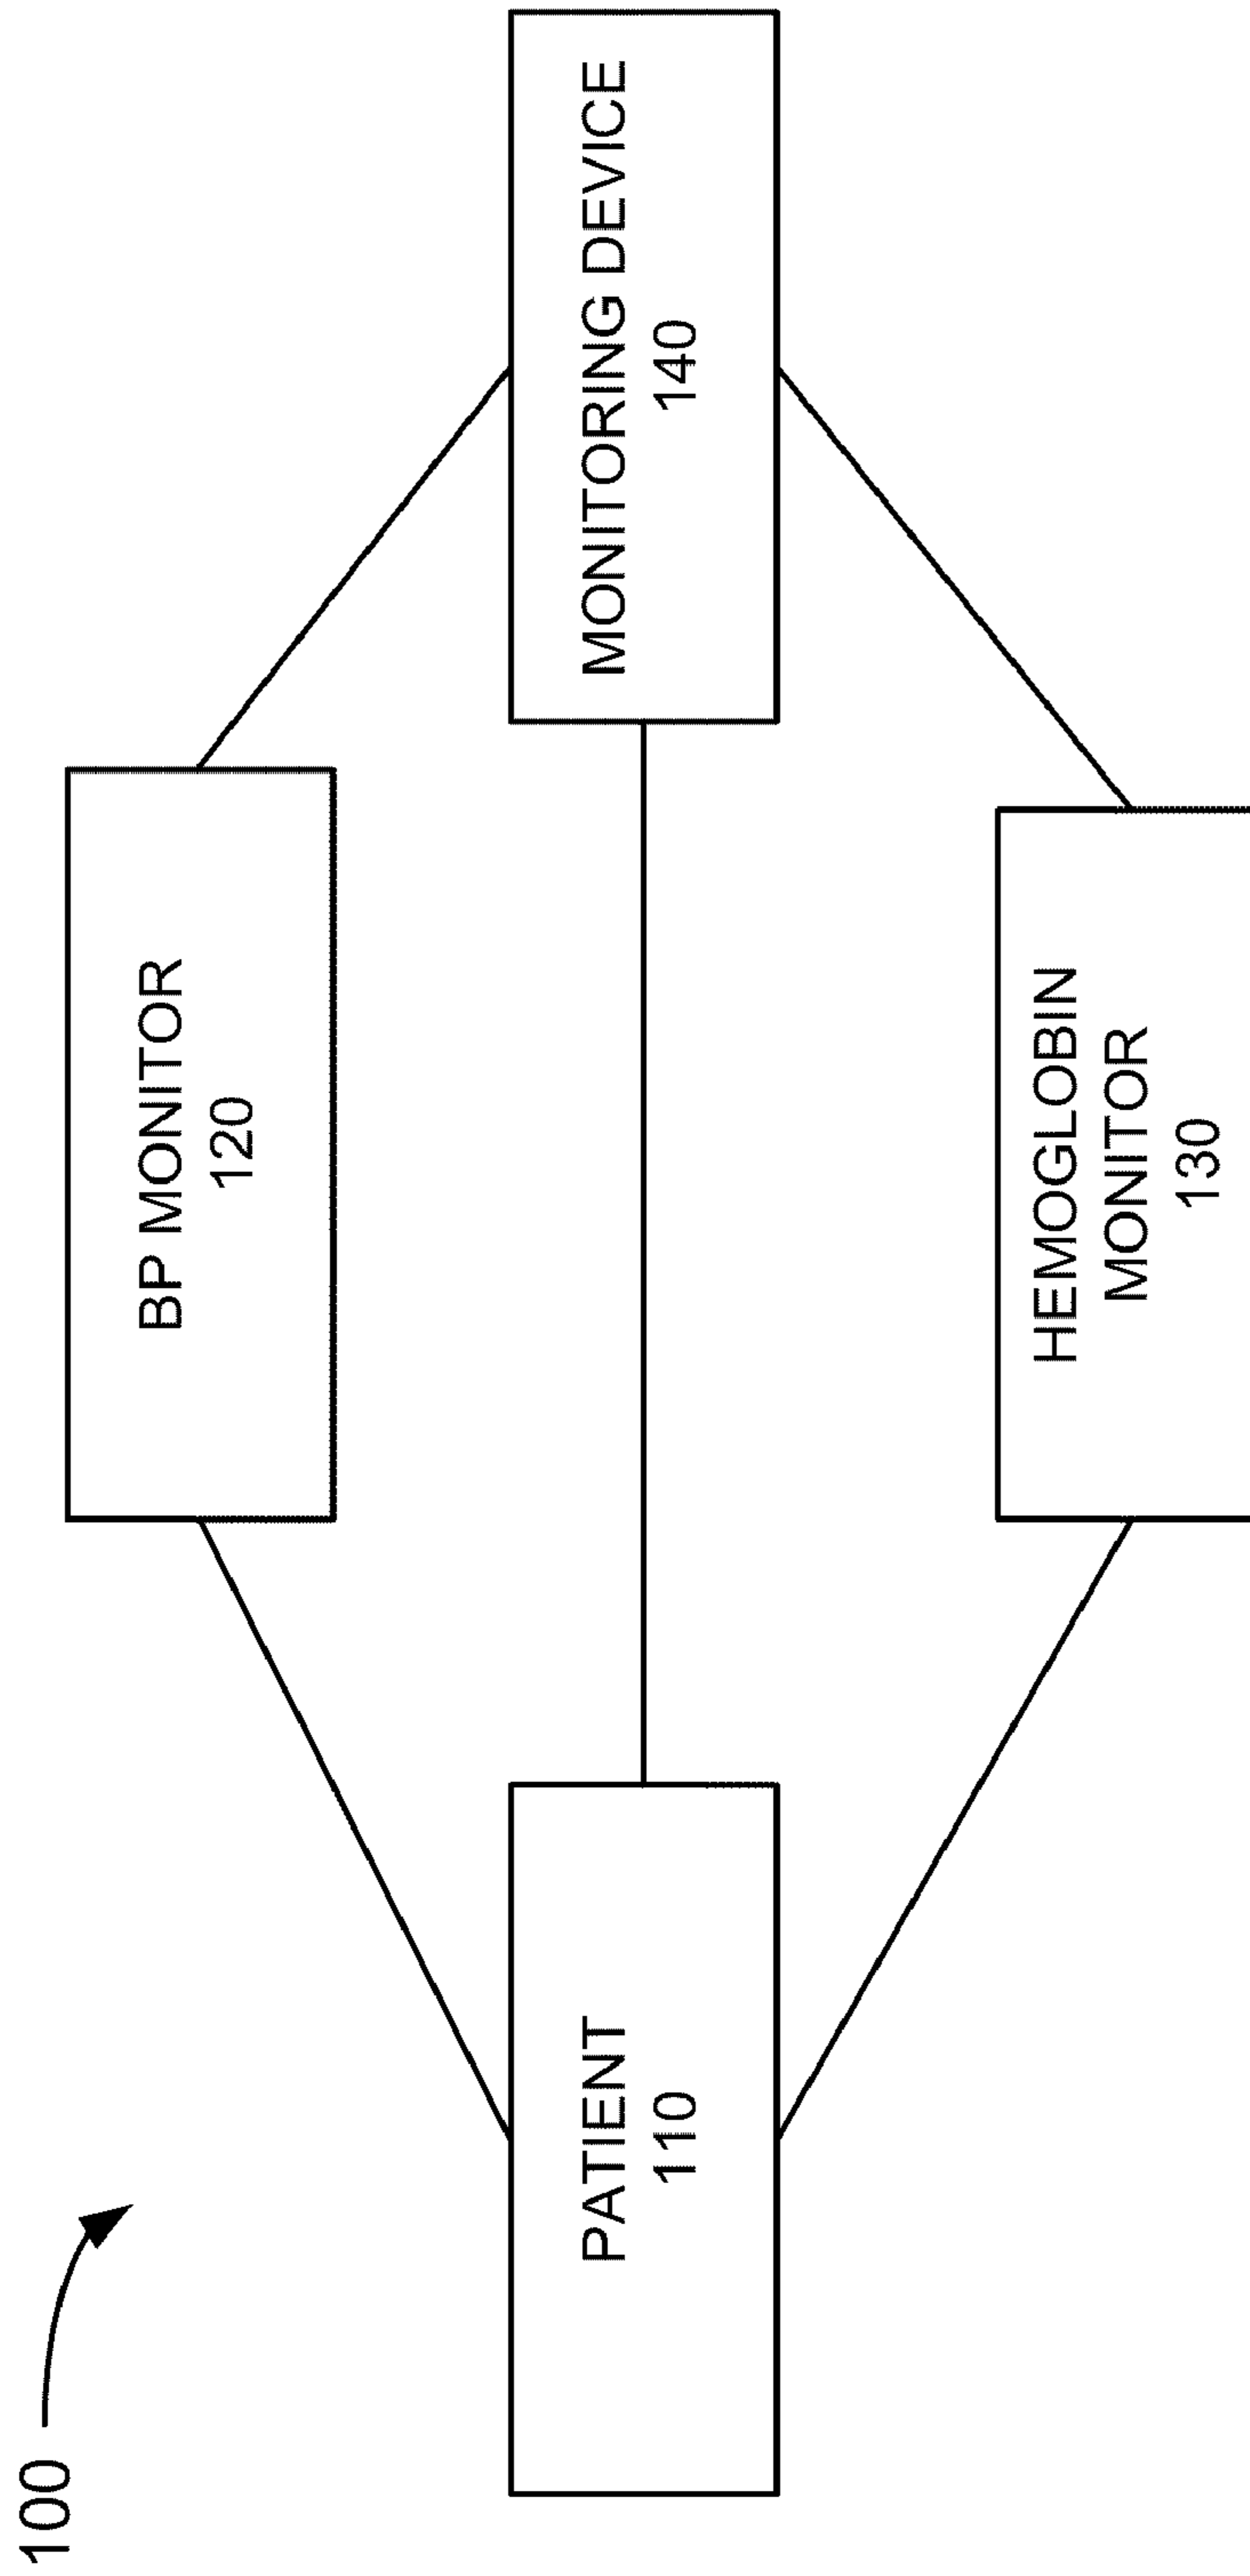 100
BP MONITOR
120
PATIENT
110
MONITORING DEVICE
140
HEMOGLOBIN
MONITOR
130